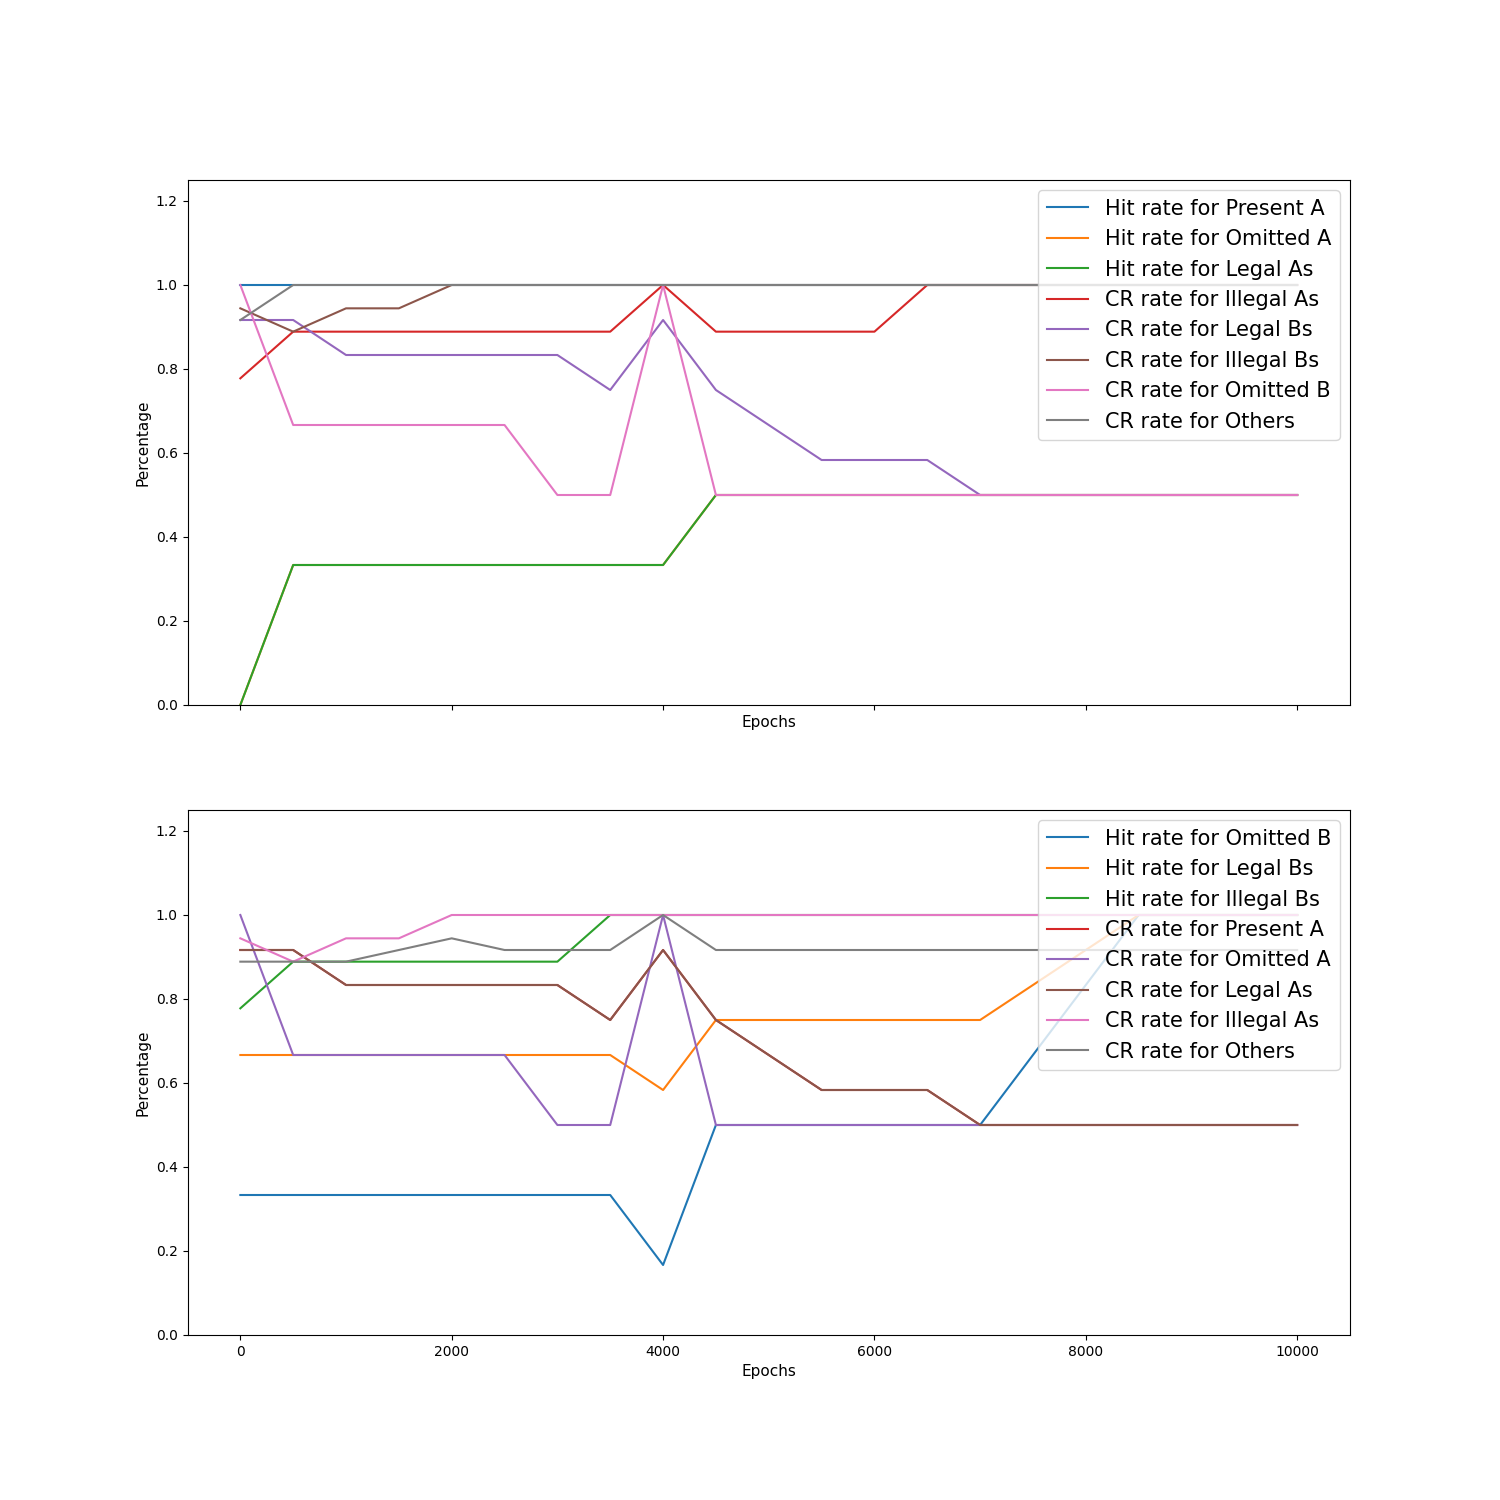 1.2
1.0
0.8
0.6
0.4
0.2
0.0
Percentage
Epochs
Hit rate for Present A
Hit rate for Omitted A
Hit rate for Legal As
CR rate for Illegal As
CR rate for Legal Bs
CR rate for Illegal Bs
CR rate for Omitted B
CR rate for Others
1.2
1.0
0.8
0.6
0.4
0.2
0.0
Percentage
0 2000 4000 6000 8000 10000
Epochs
Hit rate for Omitted B
Hit rate for Legal Bs
Hit rate for Illegal Bs
CR rate for Present A
CR rate for Omitted A
CR rate for Legal As
CR rate for Illegal As
CR rate for Others